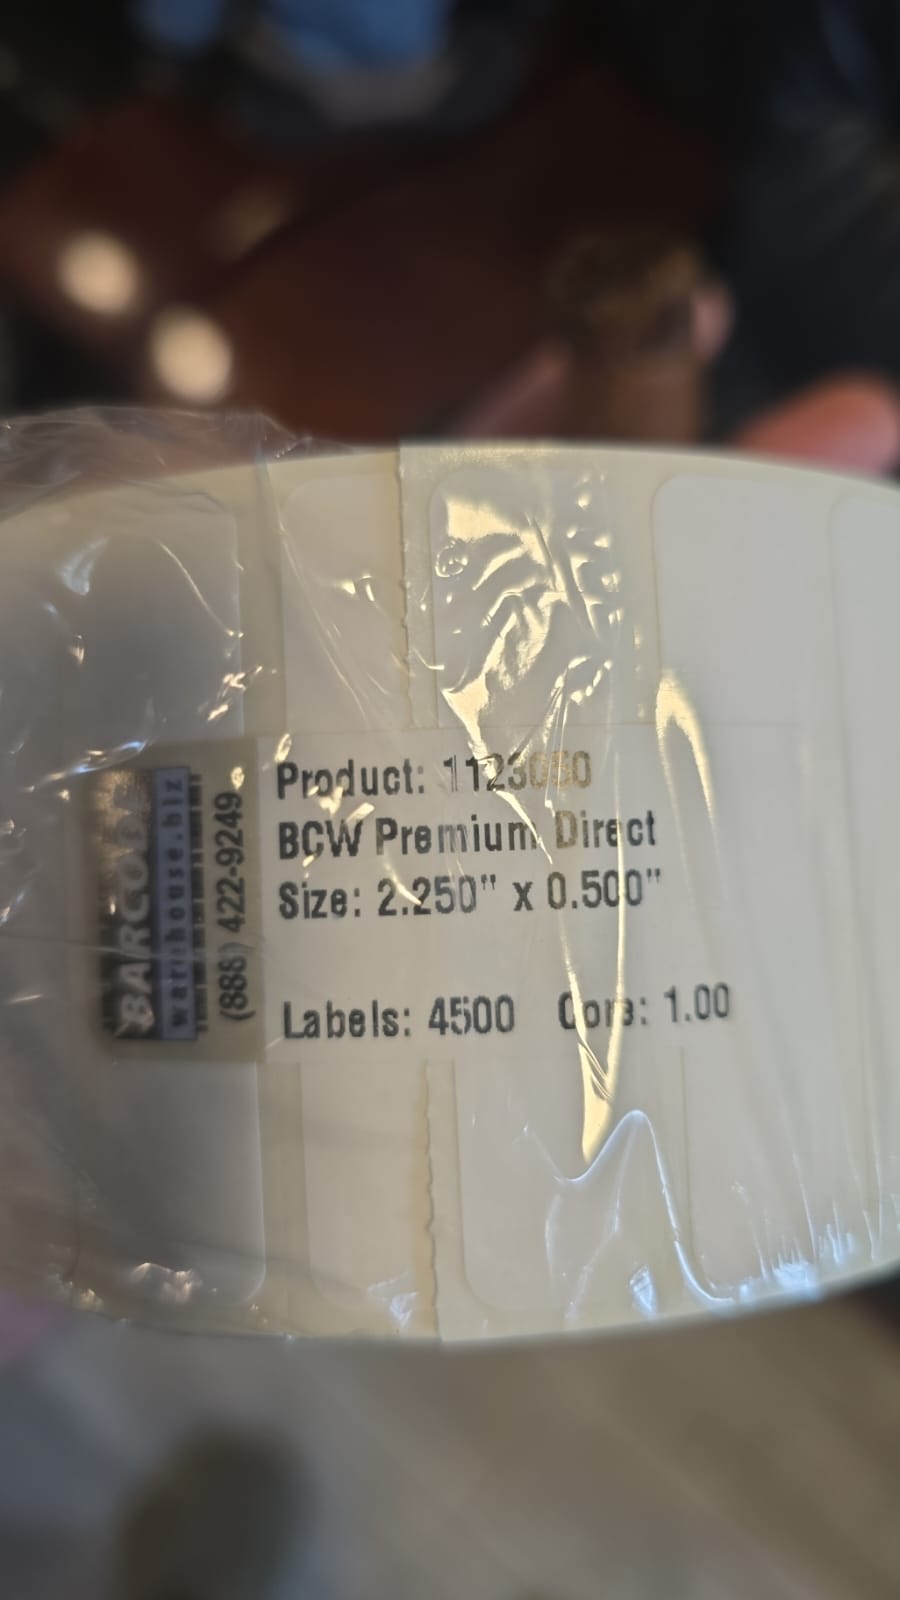 Product: 1123050
BCW Premium Direct
Size: 2.250" x 0.500"
Labels: 4500 Core: 1.00
BARCODE
warehouse.biz
(888) 422-9249